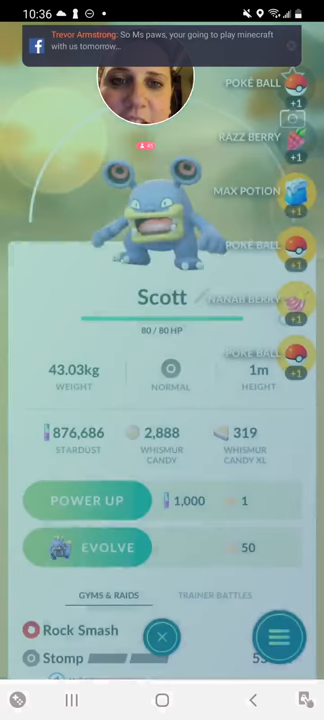 10:36
Trevor Armstrong: So Ms paws, your going to play minecraft
with us tomorrow...
POKÉ BALL
+1
RAZZ BERRY
+1
MAX POTION
+1
POKÉ BALL
+1
Scott
NANAB BERRY
+1
80 / 80 HP
POKÉ BALL
+1
43.03kg
WEIGHT
NORMAL
1m
HEIGHT
876,686
STARDUST
2,888
WHISMUR
CANDY
319
WHISMUR
CANDY XL
POWER UP
1,000
1
EVOLVE
50
GYMS & RAIDS
TRAINER BATTLES
Rock Smash
Stomp